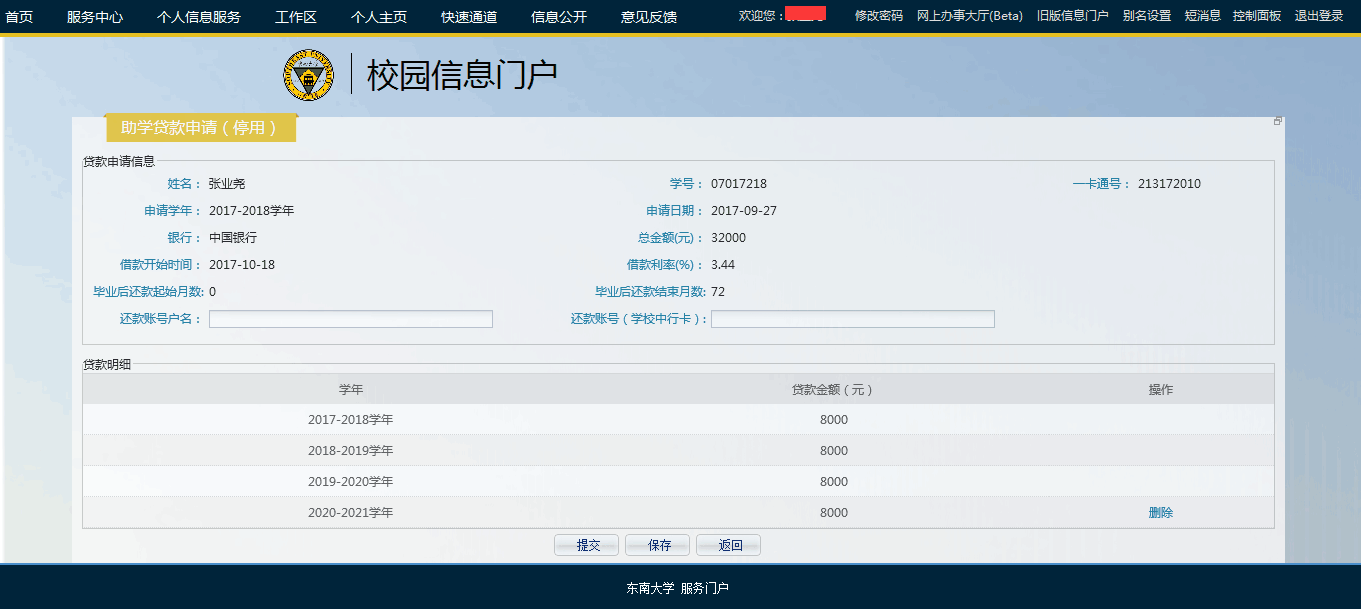 首页 服务中心 个人信息服务 工作区 个人主页 快速通道 信息公开 意见反馈 欢迎您： 修改密码 网上办事大厅(Beta) 旧版信息门户 别名设置 短消息 控制面板 退出登录
校园信息门户
助学贷款申请（停用）
贷款申请信息
姓名： 张业尧 学号： 07017218 一卡通号： 213172010
申请学年： 2017-2018学年 申请日期： 2017-09-27
银行： 中国银行 总金额(元)： 32000
借款开始时间： 2017-10-18 借款利率(%)： 3.44
毕业后还款起始月数: 0 毕业后还款结束月数: 72
还款账号户名： 还款账号（学校中行卡）:
贷款明细
学年 贷款金额（元） 操作
2017-2018学年 8000
2018-2019学年 8000
2019-2020学年 8000
2020-2021学年 8000 删除
提交 保存 返回
东南大学 服务门户